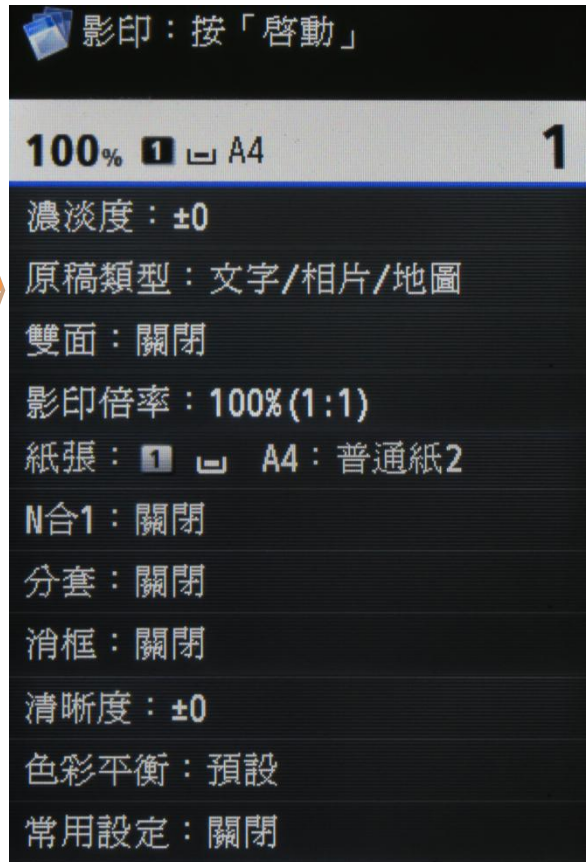 影印：按「啓動」
100% 1 A4 1
濃淡度：±0
原稿類型：文字/相片/地圖
雙面：關閉
影印倍率：100%(1:1)
紙張：1 A4：普通紙2
N合1：關閉
分套：關閉
消框：關閉
清晰度：±0
色彩平衡：預設
常用設定：關閉